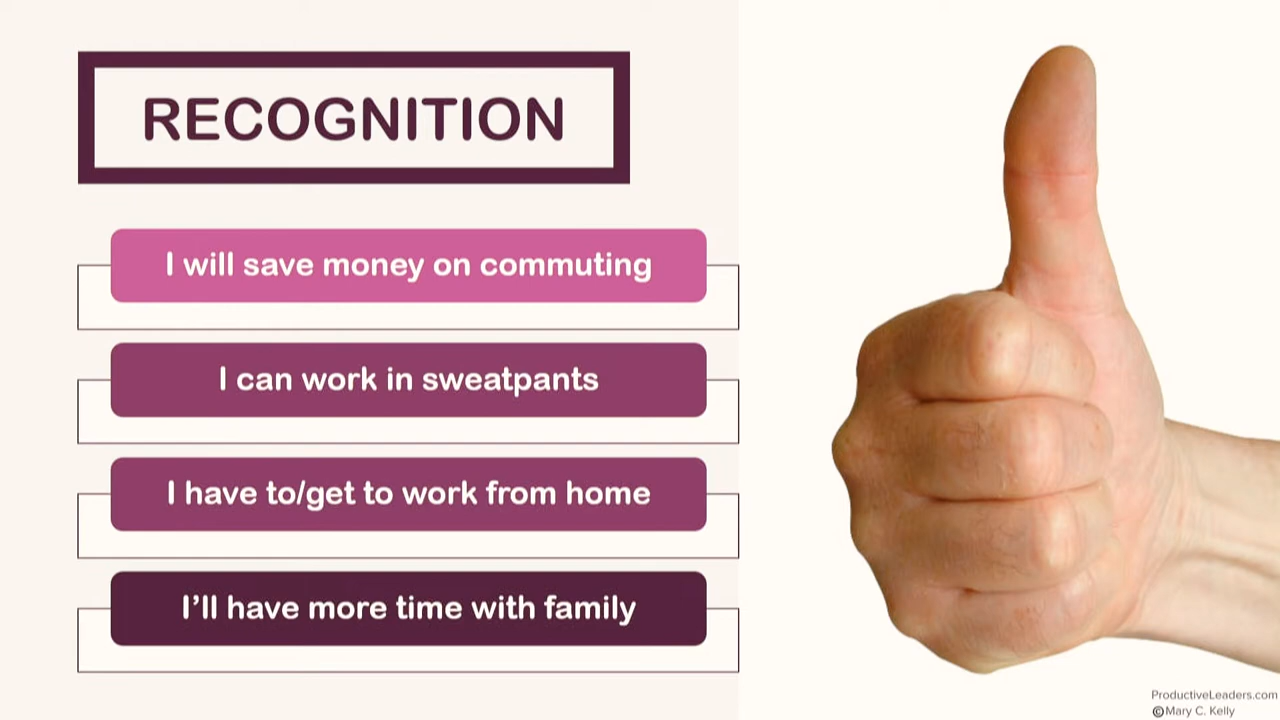 RECOGNITION
I will save money on commuting
I can work in sweatpants
I have to/get to work from home
I’ll have more time with family
ProductiveLeaders.com
©Mary C. Kelly